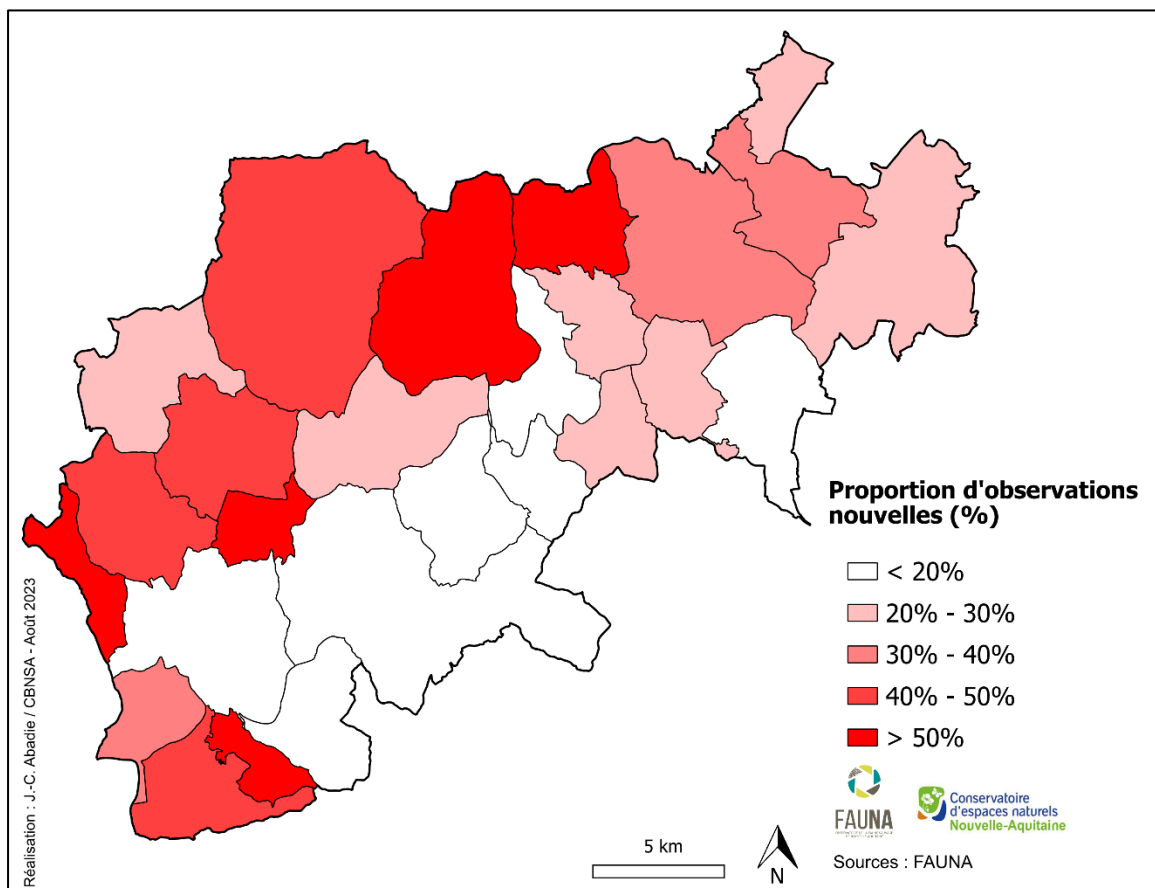 Proportion d'observations
nouvelles (%)
< 20%
20% - 30%
30% - 40%
40% - 50%
> 50%
FAUNA
Conservatoire
d'espaces naturels
Nouvelle-Aquitaine
5 km
N
Sources : FAUNA
Réalisation : J.-C. Abadie / CBNSA - Août 2023